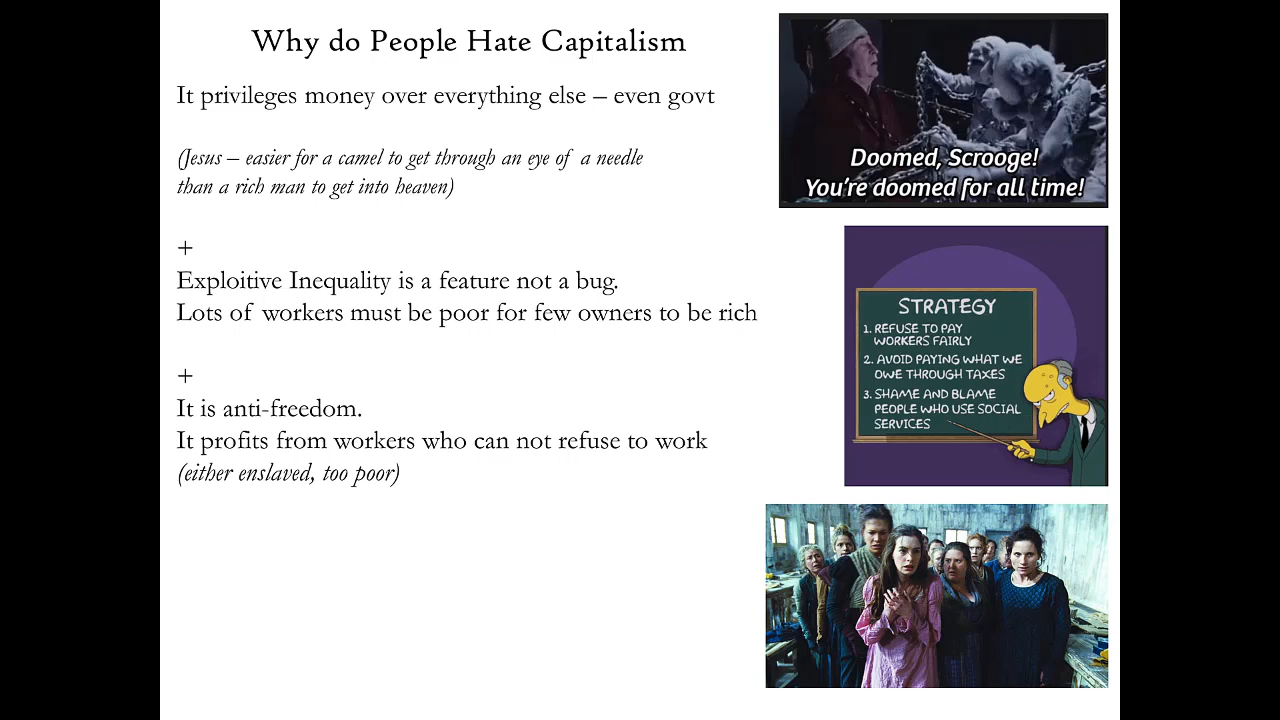 Why do People Hate Capitalism
It privileges money over everything else – even govt
(Jesus – easier for a camel to get through an eye of a needle
than a rich man to get into heaven)
+
Exploitive Inequality is a feature not a bug.
Lots of workers must be poor for few owners to be rich
+
It is anti-freedom.
It profits from workers who can not refuse to work
(either enslaved, too poor)
Doomed, Scrooge!
You're doomed for all time!
STRATEGY
1. REFUSE TO PAY
WORKERS FAIRLY
2. AVOID PAYING WHAT WE
OWE THROUGH TAXES
3. SHAME AND BLAME
PEOPLE WHO USE SOCIAL
SERVICES